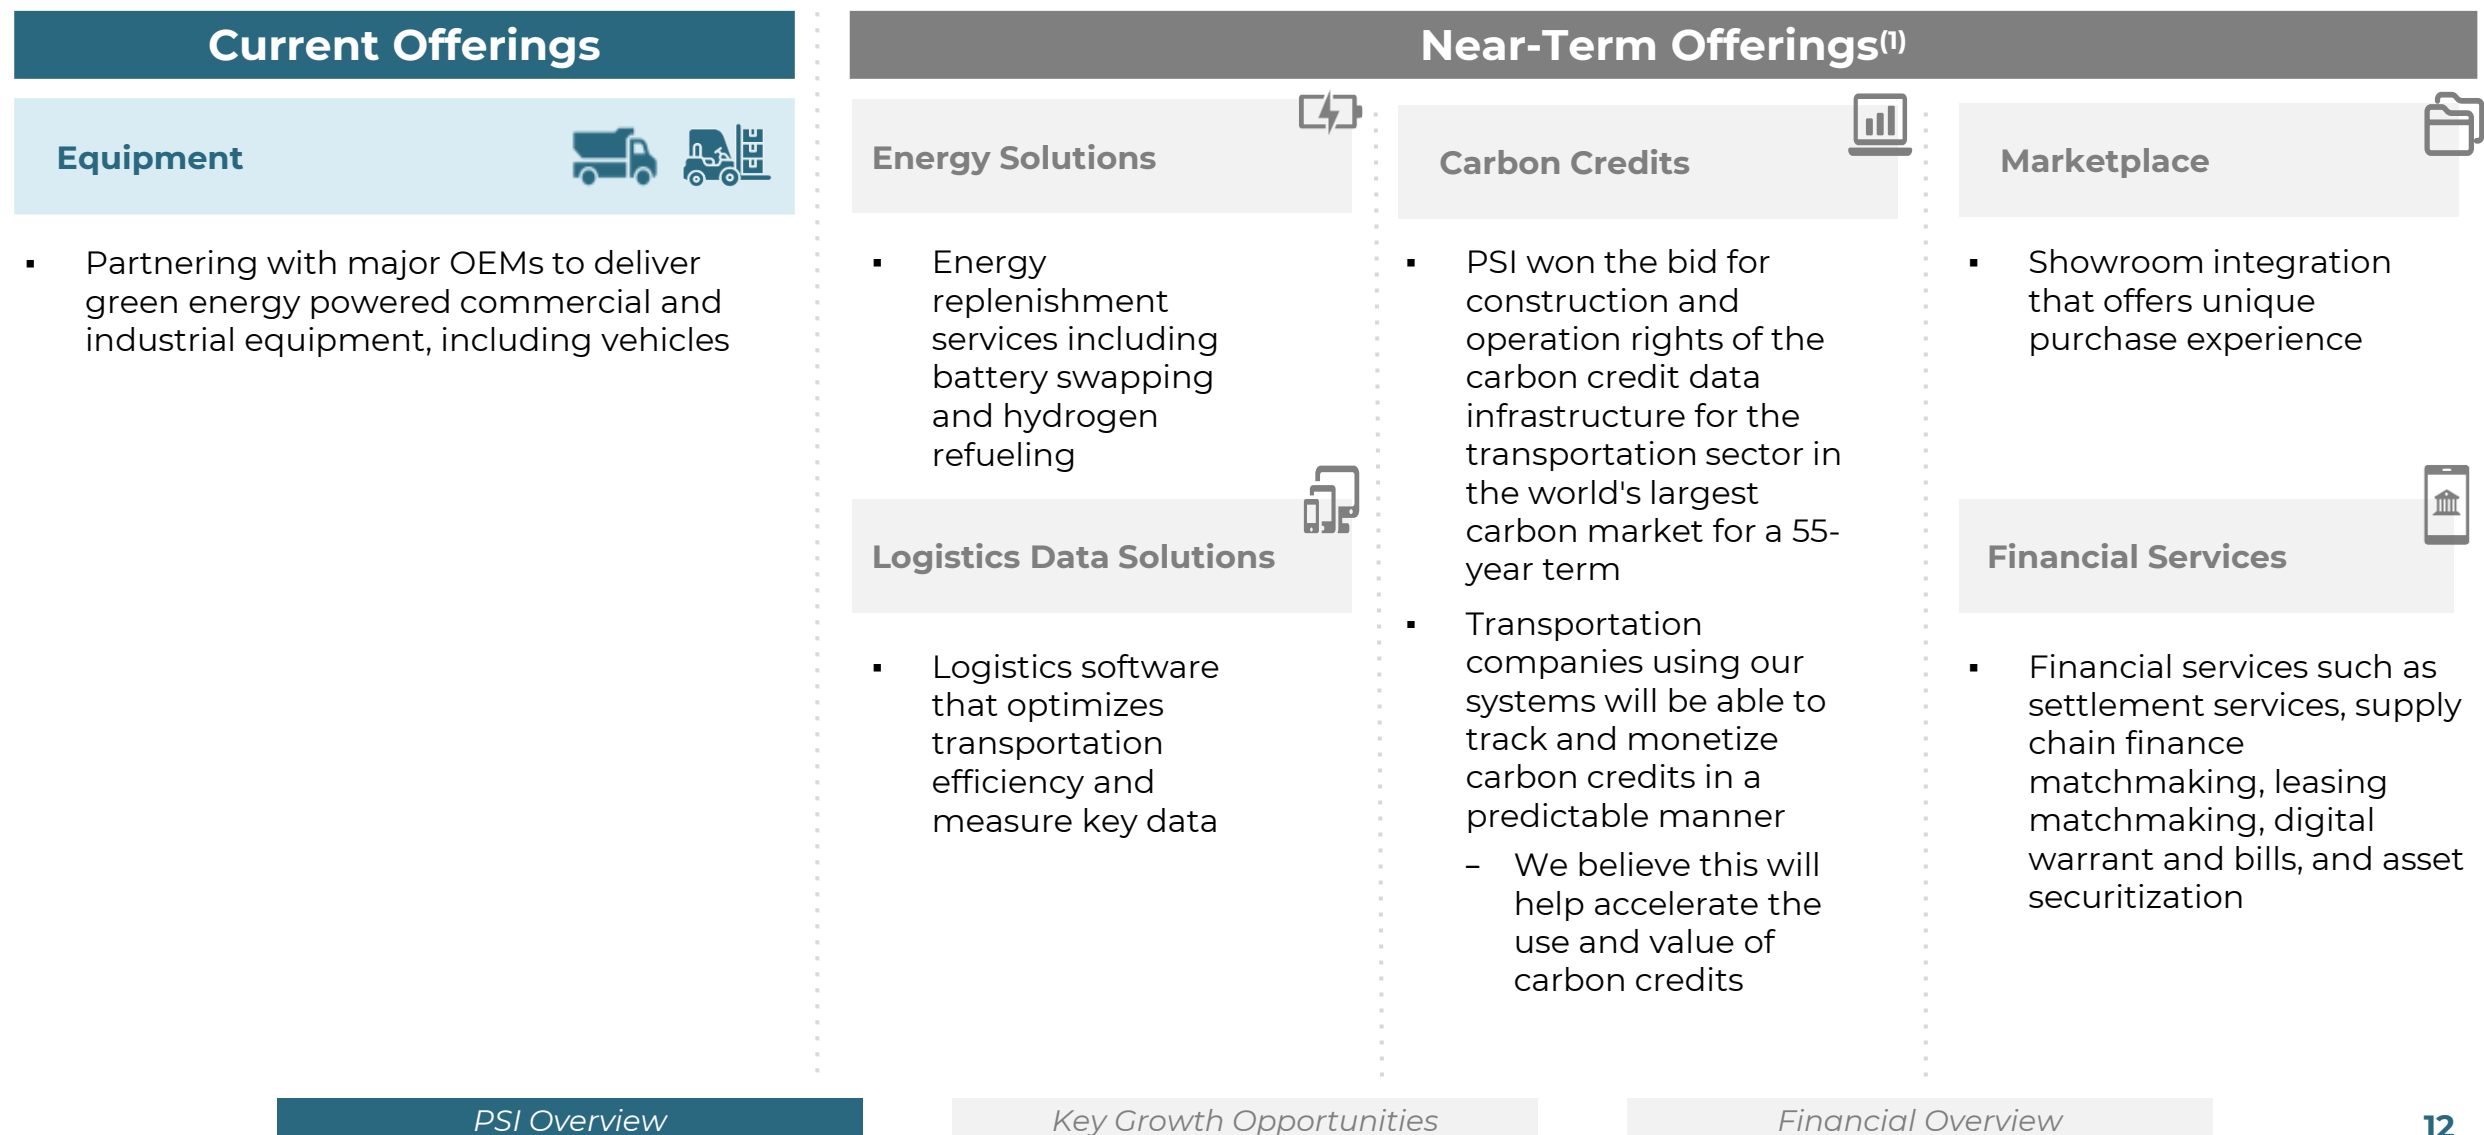 Current Offerings
Near-Term Offerings(1)
Equipment
▪ Partnering with major OEMs to deliver
green energy powered commercial and
industrial equipment, including vehicles
Energy Solutions
▪ Energy
replenishment
services including
battery swapping
and hydrogen
refueling
Logistics Data Solutions
▪ Logistics software
that optimizes
transportation
efficiency and
measure key data
Carbon Credits
▪ PSI won the bid for
construction and
operation rights of the
carbon credit data
infrastructure for the
transportation sector in
the world's largest
carbon market for a 55-
year term
▪ Transportation
companies using our
systems will be able to
track and monetize
carbon credits in a
predictable manner
– We believe this will
help accelerate the
use and value of
carbon credits
Marketplace
▪ Showroom integration
that offers unique
purchase experience
Financial Services
▪ Financial services such as
settlement services, supply
chain finance
matchmaking, leasing
matchmaking, digital
warrant and bills, and asset
securitization
PSI Overview
Key Growth Opportunities
Financial Overview
12